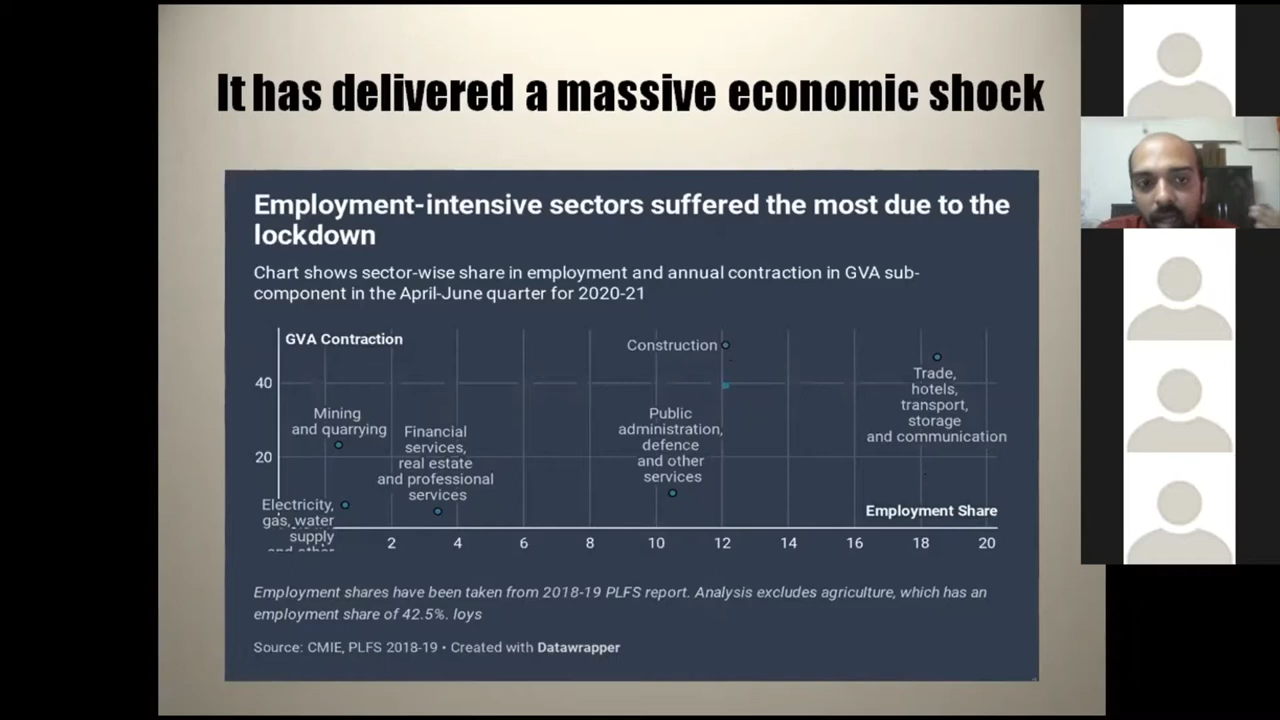 It has delivered a massive economic shock
Employment-intensive sectors suffered the most due to the
lockdown
Chart shows sector-wise share in employment and annual contraction in GVA sub-
component in the April-June quarter for 2020-21
GVA Contraction
40
20
Construction
Trade,
hotels,
transport,
storage
and communication
Mining
and quarrying
Financial
services,
real estate
and professional
services
Public
administration,
defence
and other
services
Electricity,
gas, water
supply
and other
Employment Share
2 4 6 8 10 12 14 16 18 20
Employment shares have been taken from 2018-19 PLFS report. Analysis excludes agriculture, which has an
employment share of 42.5%. loys
Source: CMIE, PLFS 2018-19 • Created with Datawrapper